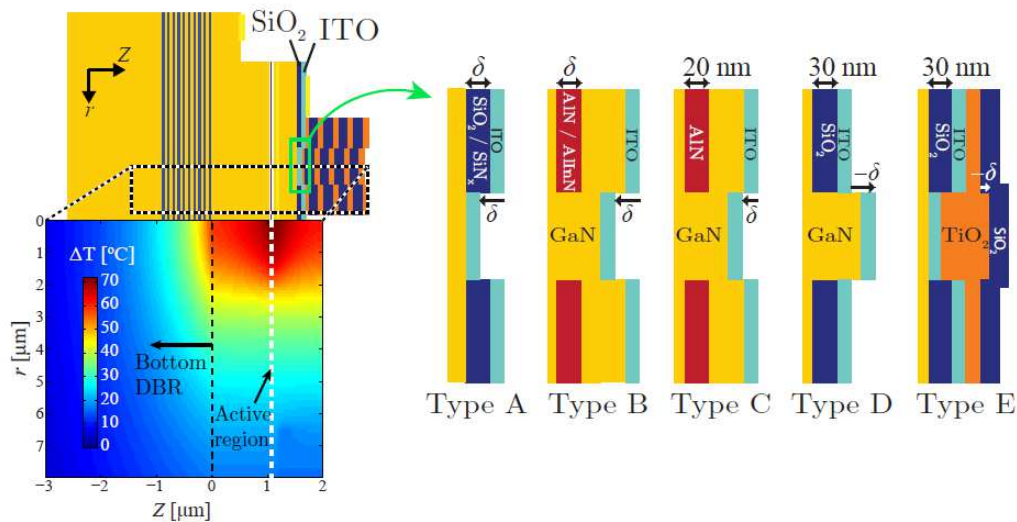 SiO₂ ITO
Z
r
ΔT [ºC]
70
60
50
40
30
20
10
0
Bottom
DBR
Active
region
0
1
2
3
4
5
6
7
r [μm]
−3 −2 −1 0 1 2
Z [μm]
δ
SiO₂ / SiNₓ
ITO
δ
Type A
δ
AlN / AlInN
ITO
δ
GaN
Type B
20 nm
AlN
ITO
δ
GaN
Type C
30 nm
SiO₂
ITO
−δ
GaN
Type D
30 nm
SiO₂
ITO
−δ
TiO₂
SiO₂
Type E